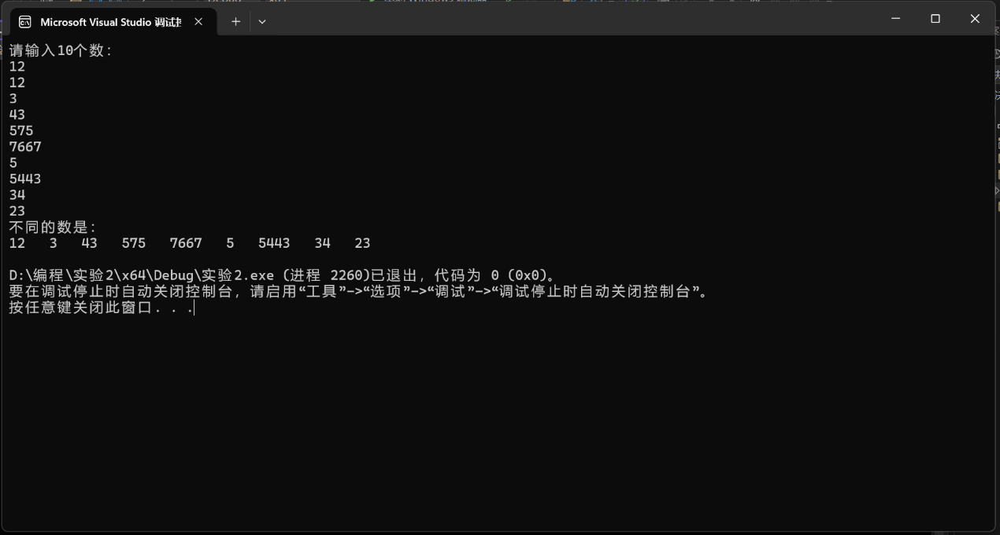 Microsoft Visual Studio 调试
请输入10个数:
12
12
3
43
575
7667
5
5443
34
23
不同的数是:
12   3   43   575   7667   5   5443   34   23
D:\编程\实验2\x64\Debug\实验2.exe (进程 2260)已退出，代码为 0 (0x0)。
要在调试停止时自动关闭控制台，请启用“工具”->“选项”->“调试”->“调试停止时自动关闭控制台”。
按任意键关闭此窗口. . .